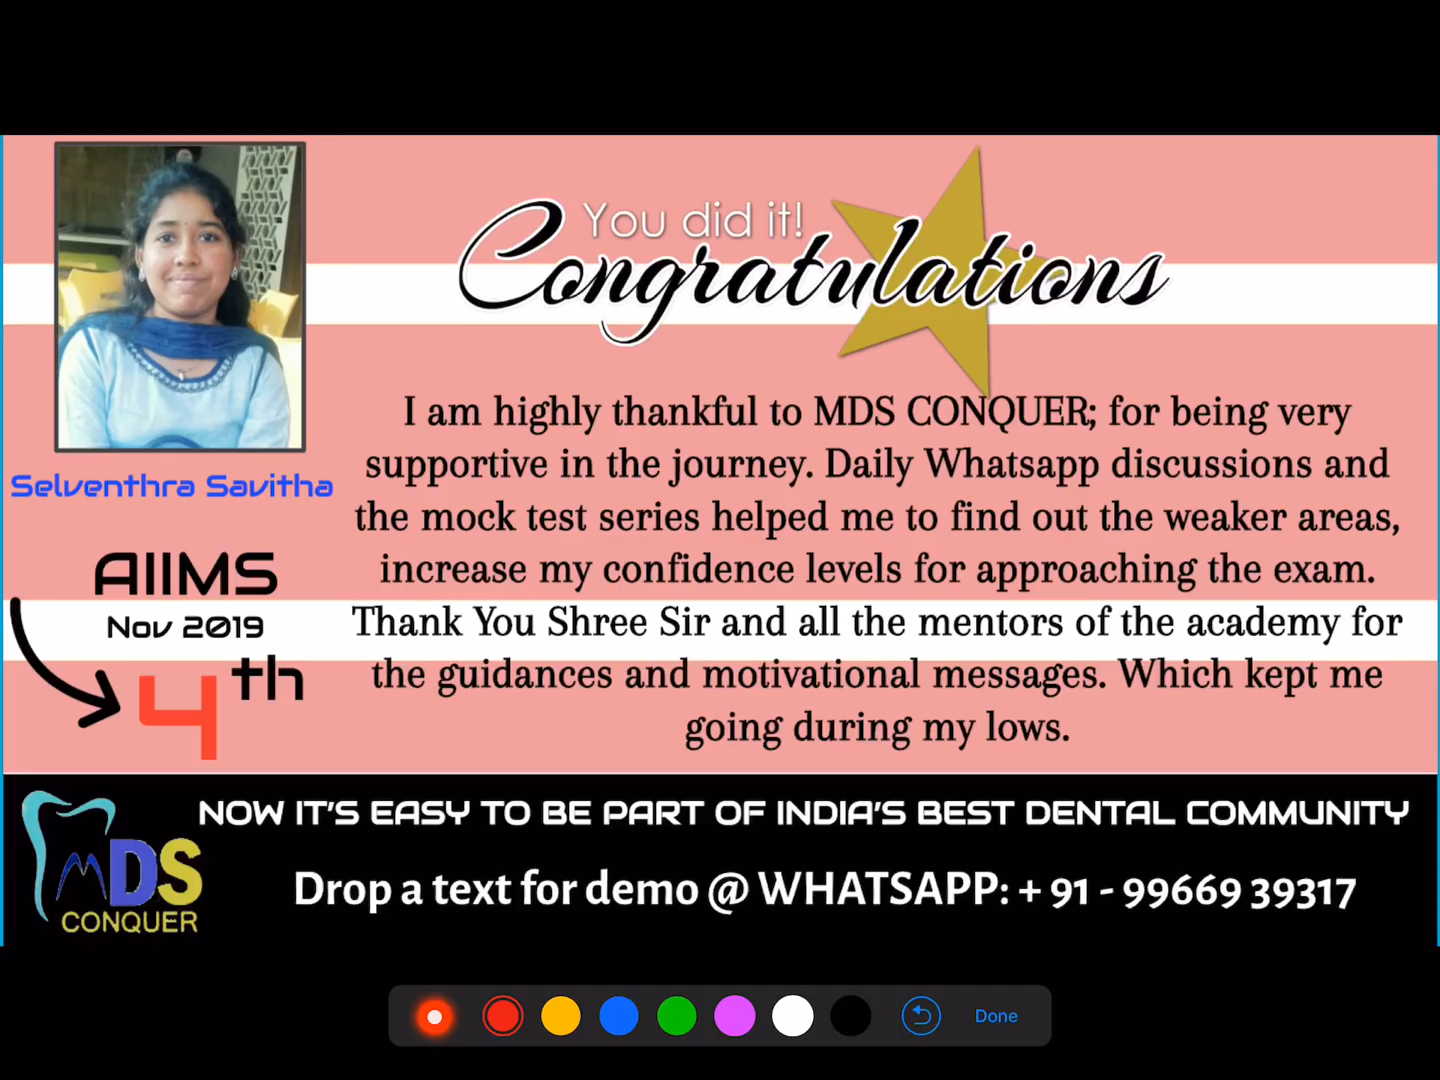 You did it!
Congratulations
I am highly thankful to MDS CONQUER; for being very
supportive in the journey. Daily Whatsapp discussions and
the mock test series helped me to find out the weaker areas,
increase my confidence levels for approaching the exam.
Thank You Shree Sir and all the mentors of the academy for
the guidances and motivational messages. Which kept me
going during my lows.
Selventhra Savitha
AIIMS
Nov 2019
4th
MDS
CONQUER
NOW IT'S EASY TO BE PART OF INDIA'S BEST DENTAL COMMUNITY
Drop a text for demo @ WHATSAPP: + 91 - 99669 39317
Done